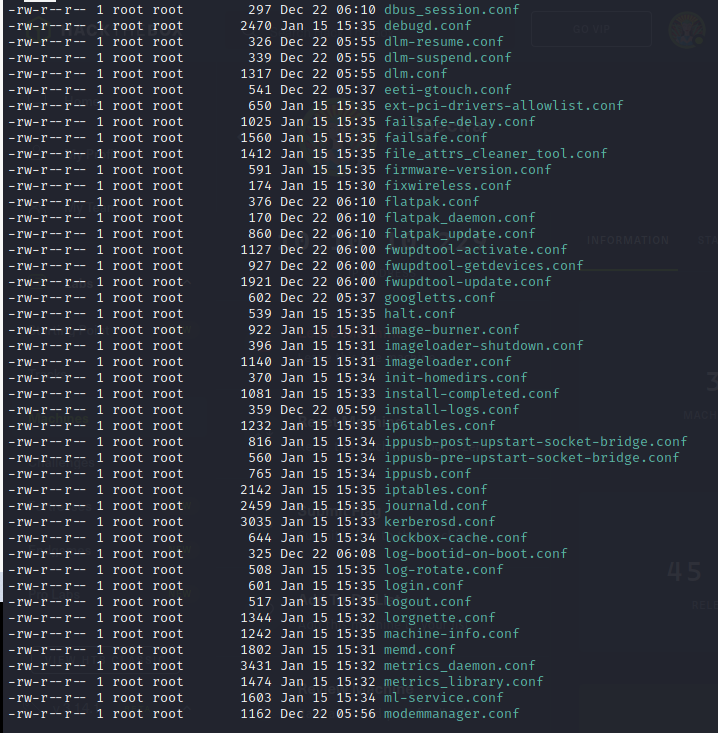 -rw-r--r-- 1 root root 297 Dec 22 06:10 dbus_session.conf
-rw-r--r-- 1 root root 2470 Jan 15 15:35 debugd.conf
-rw-r--r-- 1 root root 326 Dec 22 05:55 dlm-resume.conf
-rw-r--r-- 1 root root 339 Dec 22 05:55 dlm-suspend.conf
-rw-r--r-- 1 root root 1317 Dec 22 05:55 dlm.conf
-rw-r--r-- 1 root root 541 Dec 22 05:37 eeti-gtouch.conf
-rw-r--r-- 1 root root 650 Jan 15 15:35 ext-pci-drivers-allowlist.conf
-rw-r--r-- 1 root root 1025 Jan 15 15:35 failsafe-delay.conf
-rw-r--r-- 1 root root 1560 Jan 15 15:35 failsafe.conf
-rw-r--r-- 1 root root 1412 Jan 15 15:35 file_attrs_cleaner_tool.conf
-rw-r--r-- 1 root root 591 Jan 15 15:35 firmware-version.conf
-rw-r--r-- 1 root root 174 Jan 15 15:30 fixwireless.conf
-rw-r--r-- 1 root root 376 Dec 22 06:10 flatpak.conf
-rw-r--r-- 1 root root 170 Dec 22 06:10 flatpak_daemon.conf
-rw-r--r-- 1 root root 860 Dec 22 06:10 flatpak_update.conf
-rw-r--r-- 1 root root 1127 Dec 22 06:00 fwupdtool-activate.conf
-rw-r--r-- 1 root root 927 Dec 22 06:00 fwupdtool-getdevices.conf
-rw-r--r-- 1 root root 1921 Dec 22 06:00 fwupdtool-update.conf
-rw-r--r-- 1 root root 602 Dec 22 05:37 googletts.conf
-rw-r--r-- 1 root root 539 Jan 15 15:35 halt.conf
-rw-r--r-- 1 root root 922 Jan 15 15:31 image-burner.conf
-rw-r--r-- 1 root root 396 Jan 15 15:31 imageloader-shutdown.conf
-rw-r--r-- 1 root root 1140 Jan 15 15:31 imageloader.conf
-rw-r--r-- 1 root root 370 Jan 15 15:34 init-homedirs.conf
-rw-r--r-- 1 root root 1081 Jan 15 15:33 install-completed.conf
-rw-r--r-- 1 root root 359 Dec 22 05:59 install-logs.conf
-rw-r--r-- 1 root root 1232 Jan 15 15:35 ip6tables.conf
-rw-r--r-- 1 root root 816 Jan 15 15:34 ippusb-post-upstart-socket-bridge.conf
-rw-r--r-- 1 root root 560 Jan 15 15:34 ippusb-pre-upstart-socket-bridge.conf
-rw-r--r-- 1 root root 765 Jan 15 15:34 ippusb.conf
-rw-r--r-- 1 root root 2142 Jan 15 15:35 iptables.conf
-rw-r--r-- 1 root root 2459 Jan 15 15:35 journald.conf
-rw-r--r-- 1 root root 3035 Jan 15 15:33 kerberosd.conf
-rw-r--r-- 1 root root 644 Jan 15 15:34 lockbox-cache.conf
-rw-r--r-- 1 root root 325 Dec 22 06:08 log-bootid-on-boot.conf
-rw-r--r-- 1 root root 508 Jan 15 15:35 log-rotate.conf
-rw-r--r-- 1 root root 601 Jan 15 15:35 login.conf
-rw-r--r-- 1 root root 517 Jan 15 15:35 logout.conf
-rw-r--r-- 1 root root 1344 Jan 15 15:32 lorgnette.conf
-rw-r--r-- 1 root root 1242 Jan 15 15:35 machine-info.conf
-rw-r--r-- 1 root root 1802 Jan 15 15:31 memd.conf
-rw-r--r-- 1 root root 3431 Jan 15 15:32 metrics_daemon.conf
-rw-r--r-- 1 root root 1474 Jan 15 15:32 metrics_library.conf
-rw-r--r-- 1 root root 1603 Jan 15 15:34 ml-service.conf
-rw-r--r-- 1 root root 1162 Dec 22 05:56 modemmanager.conf
INFORMATION
45